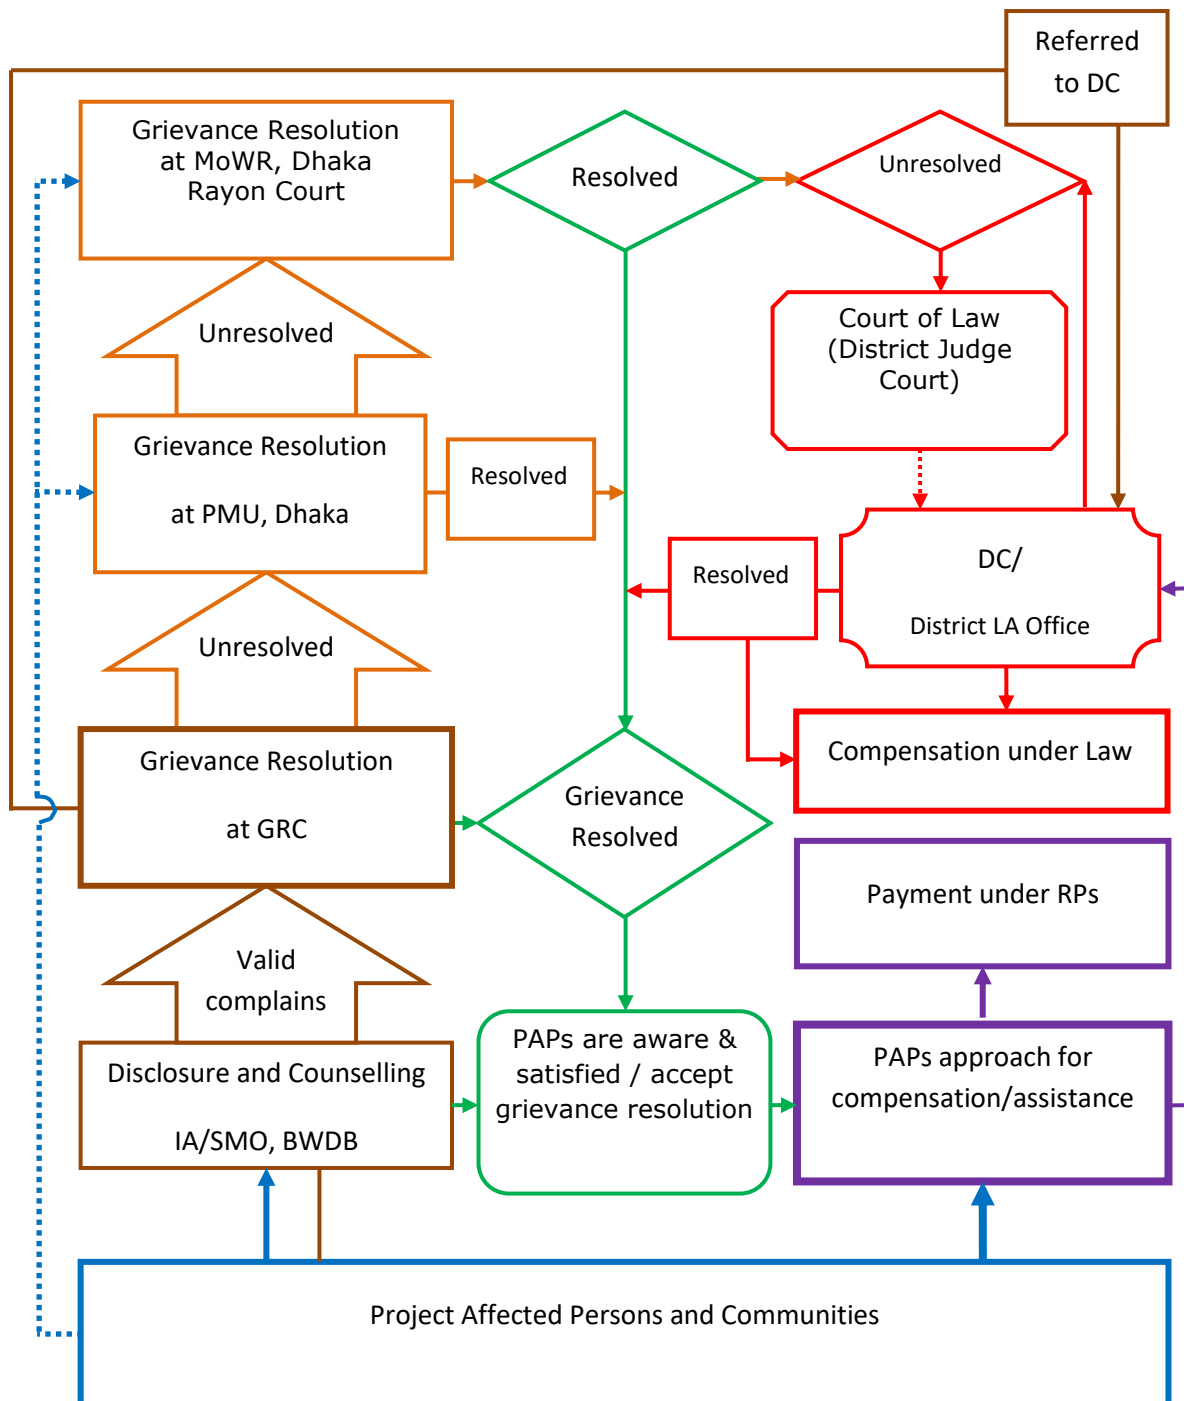 Referred
to DC
Grievance Resolution
at MoWR, Dhaka
Rayon Court
Resolved
Unresolved
Unresolved
Court of Law
(District Judge
Court)
Grievance Resolution
at PMU, Dhaka
Resolved
Resolved
DC/
District LA Office
Unresolved
Grievance Resolution
at GRC
Grievance
Resolved
Compensation under Law
Payment under RPs
Valid
complains
Disclosure and Counselling
IA/SMO, BWDB
PAPs are aware &
satisfied / accept
grievance resolution
PAPs approach for
compensation/assistance
Project Affected Persons and Communities